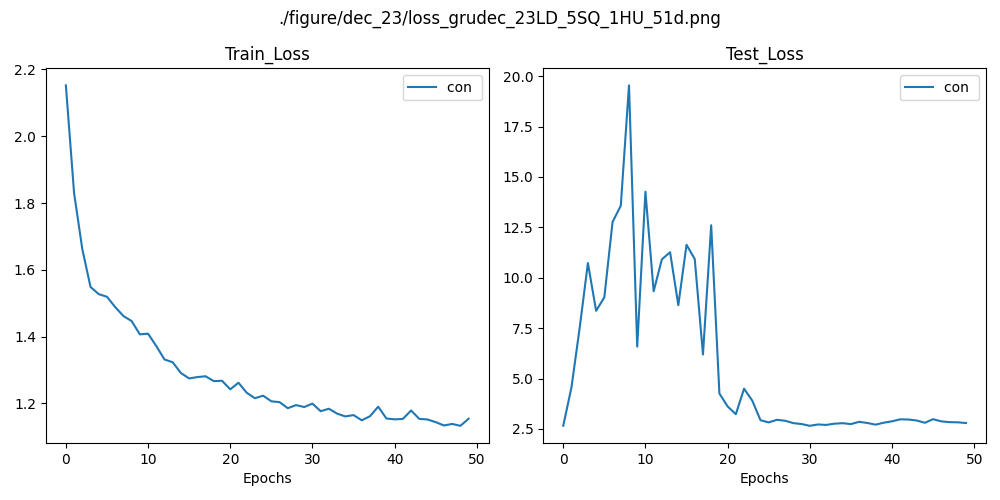 ./figure/dec_23/loss_grudec_23LD_5SQ_1HU_51d.png
Train_Loss
con
2.2
2.0
1.8
1.6
1.4
1.2
0 10 20 30 40 50
Epochs
Test_Loss
con
20.0
17.5
15.0
12.5
10.0
7.5
5.0
2.5
0 10 20 30 40 50
Epochs